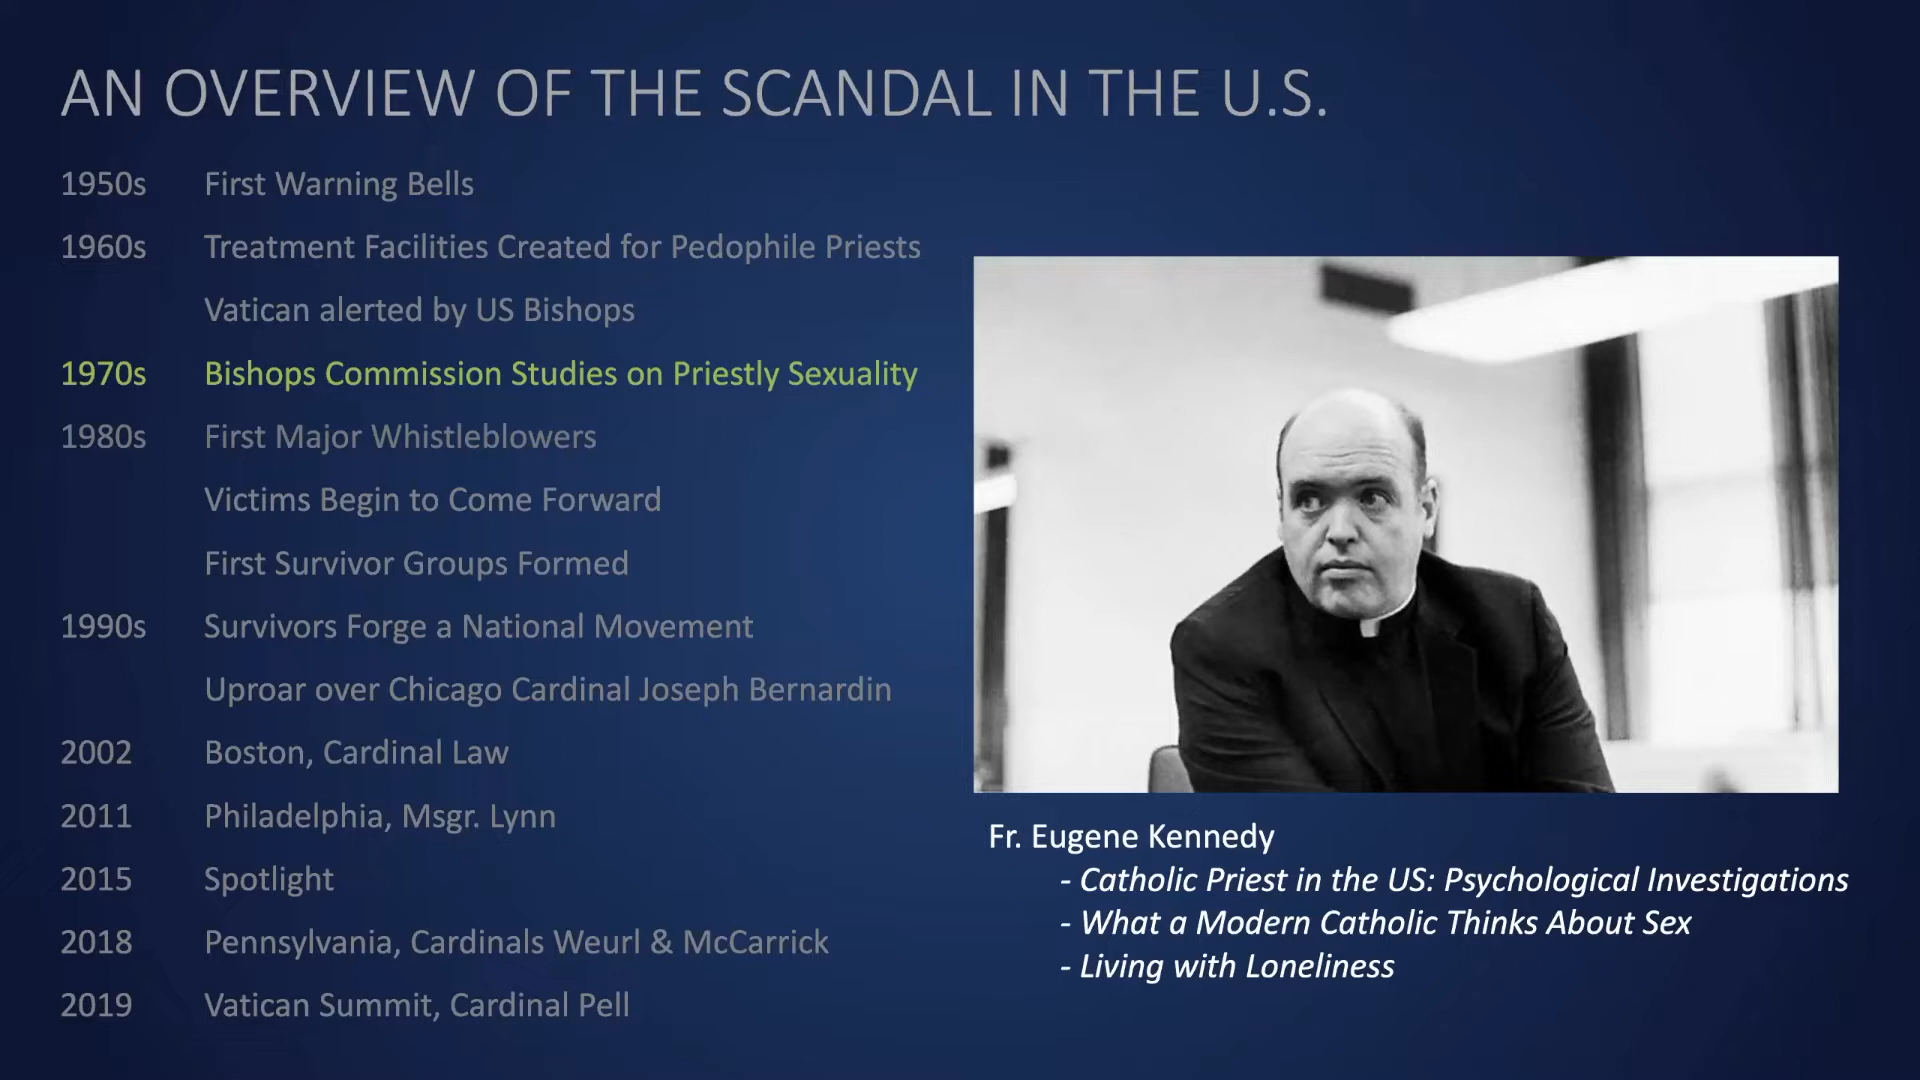 AN OVERVIEW OF THE SCANDAL IN THE U.S.
1950s First Warning Bells
1960s Treatment Facilities Created for Pedophile Priests
Vatican alerted by US Bishops
1970s Bishops Commission Studies on Priestly Sexuality
1980s First Major Whistleblowers
Victims Begin to Come Forward
First Survivor Groups Formed
1990s Survivors Forge a National Movement
Uproar over Chicago Cardinal Joseph Bernardin
2002 Boston, Cardinal Law
2011 Philadelphia, Msgr. Lynn
2015 Spotlight
2018 Pennsylvania, Cardinals Weurl & McCarrick
2019 Vatican Summit, Cardinal Pell
Fr. Eugene Kennedy
- Catholic Priest in the US: Psychological Investigations
- What a Modern Catholic Thinks About Sex
- Living with Loneliness